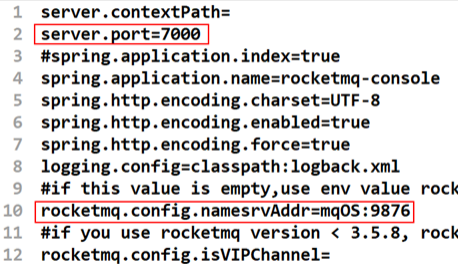 1 server.contextPath=
2 server.port=7000
3 #spring.application.index=true
4 spring.application.name=rocketmq-console
5 spring.http.encoding.charset=UTF-8
6 spring.http.encoding.enabled=true
7 spring.http.encoding.force=true
8 logging.config=classpath:logback.xml
9 #if this value is empty,use env value rock
10 rocketmq.config.namesrvAddr=mqOS:9876
11 #if you use rocketmq version < 3.5.8, rock
12 rocketmq.config.isVIPChannel=